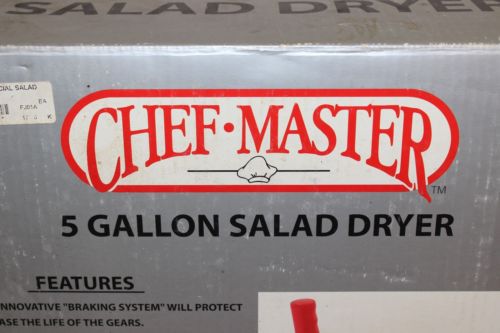 SALAD DRYER
CIAL SALAD
EA
FJ01A
K
CHEF·MASTER
TM
5 GALLON SALAD DRYER
FEATURES
INNOVATIVE "BRAKING SYSTEM" WILL PROTECT
ASE THE LIFE OF THE GEARS.